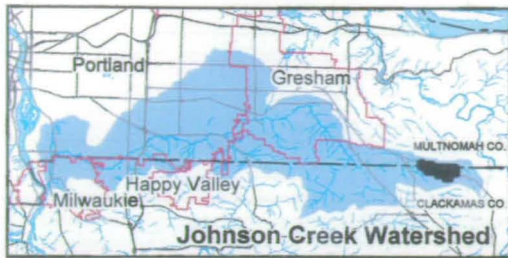 Portland
Gresham
MULTNOMAH CO.
Happy Valley
Milwaukie
CLACKAMAS CO.
Johnson Creek Watershed